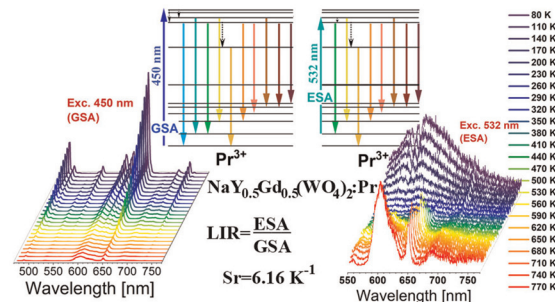 450 nm
GSA
Pr³⁺
532 nm
ESA
Pr³⁺
Exc. 450 nm
(GSA)
Exc. 532 nm
(ESA)
NaY₀.₅Gd₀.₅(WO₄)₂:Pr
LIR=ESA/GSA
Sr=6.16 K⁻¹
500 550 600 650 700 750
Wavelength [nm]
550 600 650 700 750
Wavelength [nm]
80 K
110 K
140 K
170 K
200 K
230 K
260 K
290 K
320 K
350 K
380 K
410 K
440 K
470 K
500 K
530 K
560 K
590 K
620 K
650 K
680 K
710 K
740 K
770 K